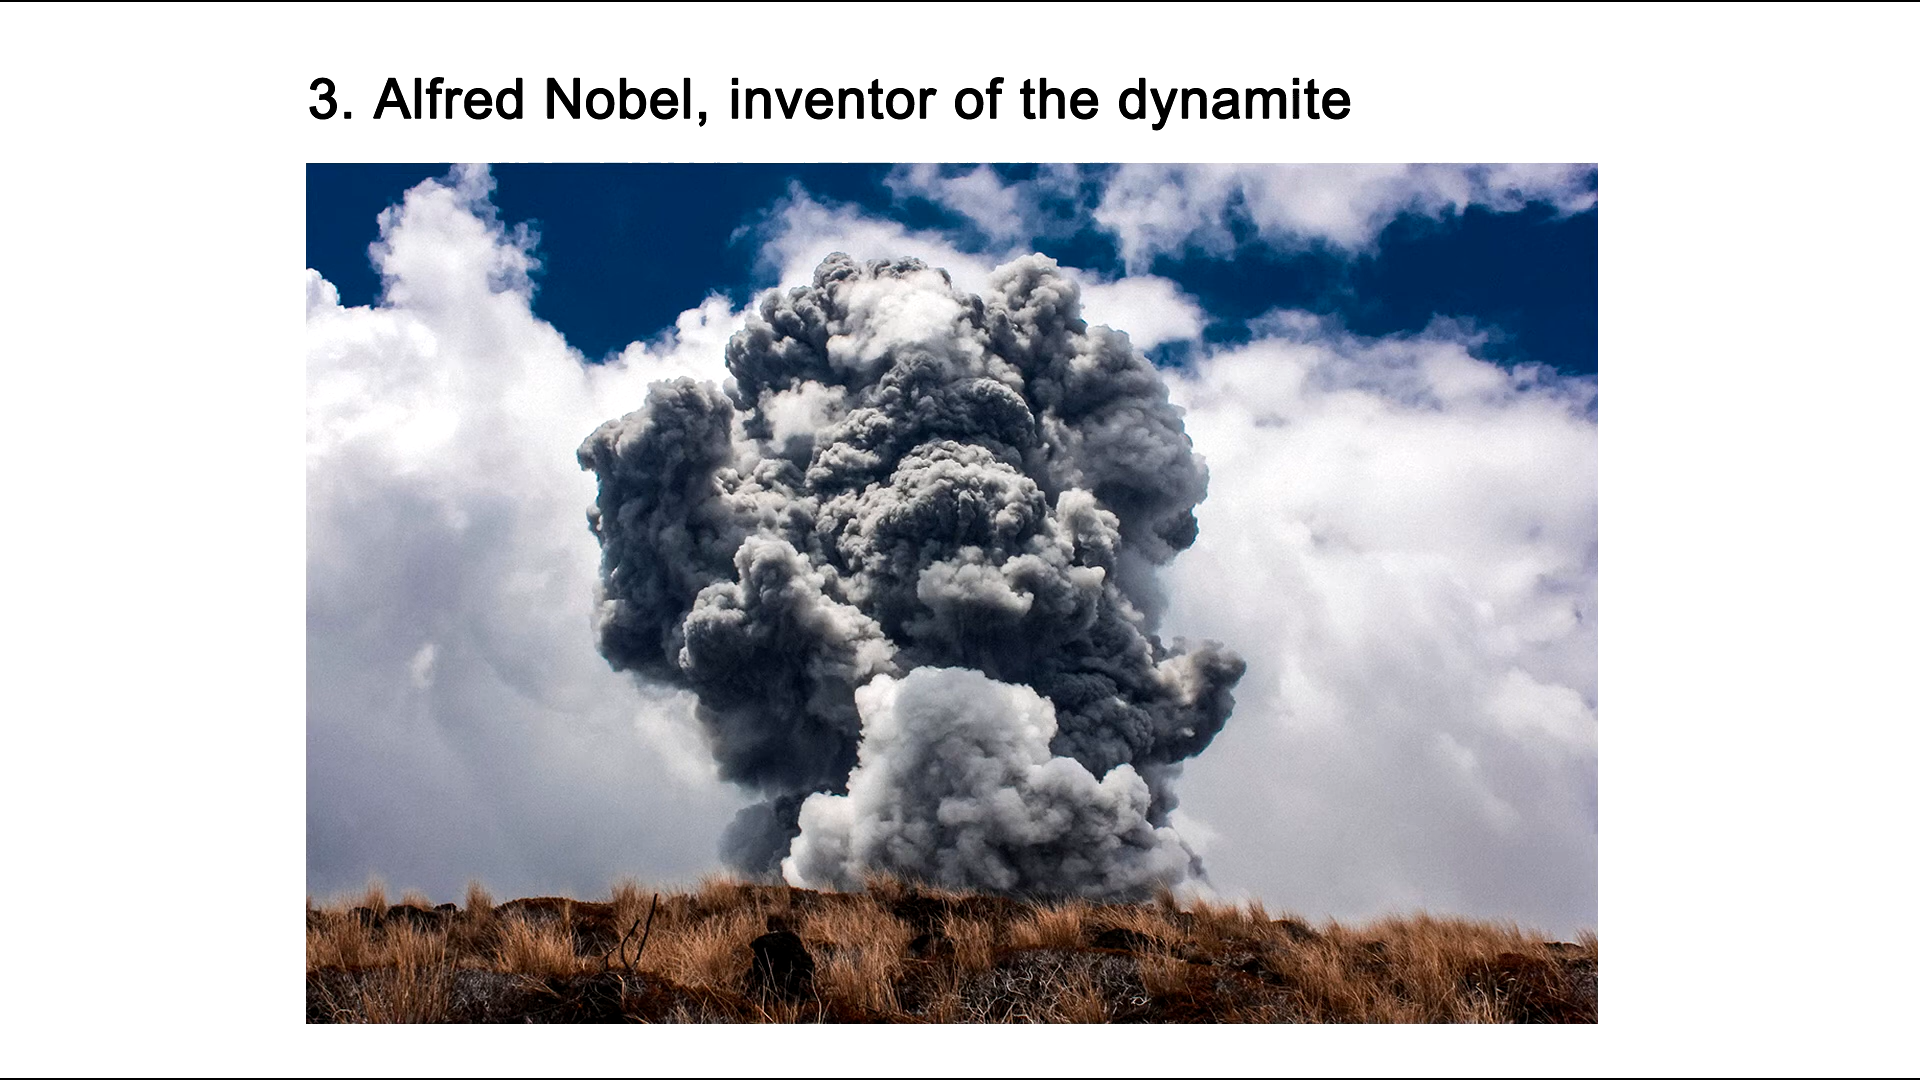 3. Alfred Nobel, inventor of the dynamite